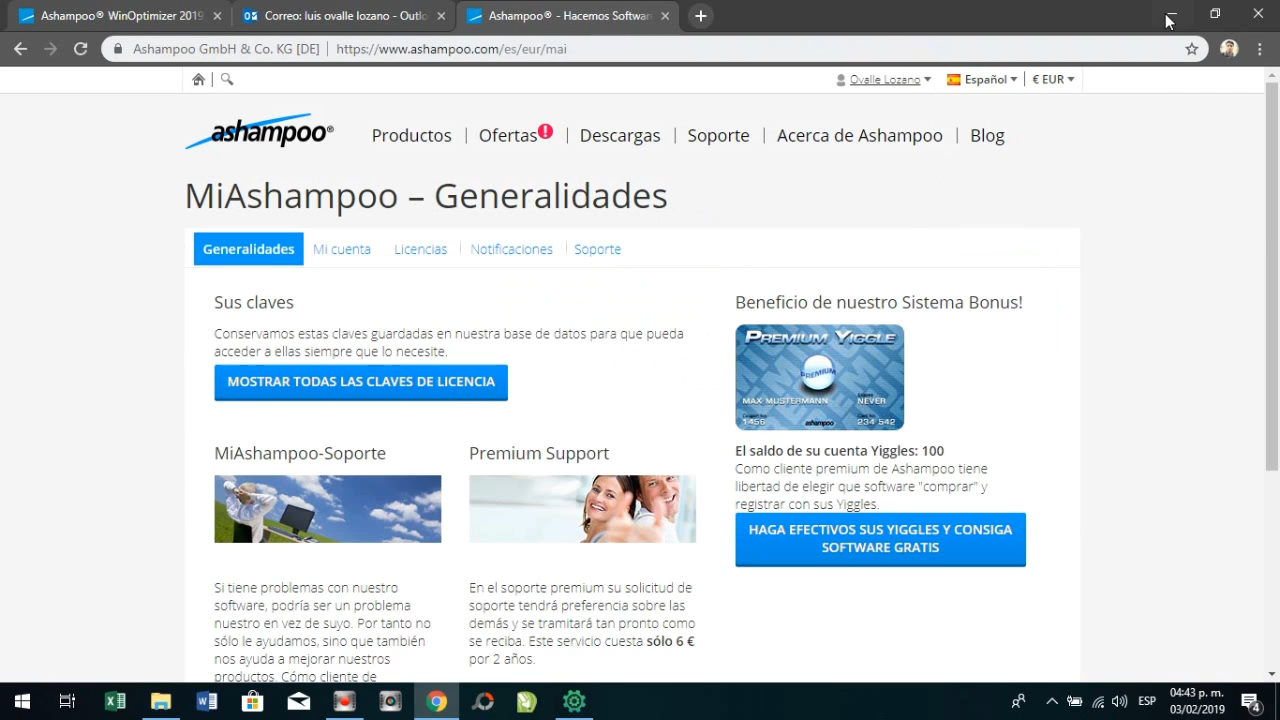 Ashampoo® WinOptimizer 2019
Correo: luis ovalle lozano - Outlo
Ashampoo® - Hacemos Softwar
Ashampoo GmbH & Co. KG [DE] | https://www.ashampoo.com/es/eur/mai
Ovalle Lozano Español € EUR
ashampoo®
Productos Ofertas! Descargas Soporte Acerca de Ashampoo Blog
MiAshampoo – Generalidades
Generalidades Mi cuenta Licencias Notificaciones Soporte
Sus claves
Conservamos estas claves guardadas en nuestra base de datos para que pueda
acceder a ellas siempre que lo necesite.
MOSTRAR TODAS LAS CLAVES DE LICENCIA
Beneficio de nuestro Sistema Bonus!
PREMIUM YIGGLE
PREMIUM
MAX MUSTERMANN NEVER
1456 ashampoo 234 542
El saldo de su cuenta Yiggles: 100
Como cliente premium de Ashampoo tiene
libertad de elegir que software "comprar" y
registrar con sus Yiggles.
HAGA EFECTIVOS SUS YIGGLES Y CONSIGA
SOFTWARE GRATIS
MiAshampoo-Soporte
Si tiene problemas con nuestro
software, podría ser un problema
nuestro en vez de suyo. Por tanto no
sólo le ayudamos, sino que también
nos ayuda a mejorar nuestros
productos. Cómo cliente de
Premium Support
En el soporte premium su solicitud de
soporte tendrá preferencia sobre las
demás y se tramitará tan pronto como
se reciba. Este servicio cuesta sólo 6 €
por 2 años.
ESP
04:43 p. m.
03/02/2019
4